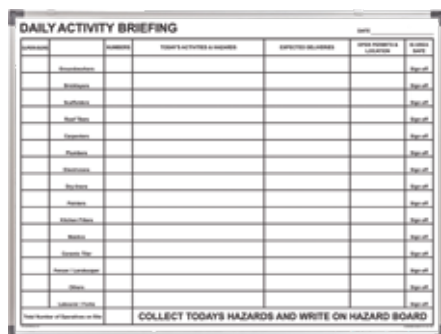 DAILY ACTIVITY BRIEFING
DATE
NUMBERS TODAY'S ACTIVITIES & HAZARDS EXPECTED DELIVERIES OPEN PERMITS & LOCATION
Groundworkers Sign off
Bricklayers Sign off
Scaffolders Sign off
Roof Tilers Sign off
Carpenters Sign off
Plumbers Sign off
Electricians Sign off
Dry liners Sign off
Painters Sign off
Kitchen Fitters Sign off
Mastics Sign off
Ceramic Tiler Sign off
Fencer / Landscaper Sign off
Others Sign off
Labourer / Forks Sign off
Total Number of Operatives on Site COLLECT TODAYS HAZARDS AND WRITE ON HAZARD BOARD